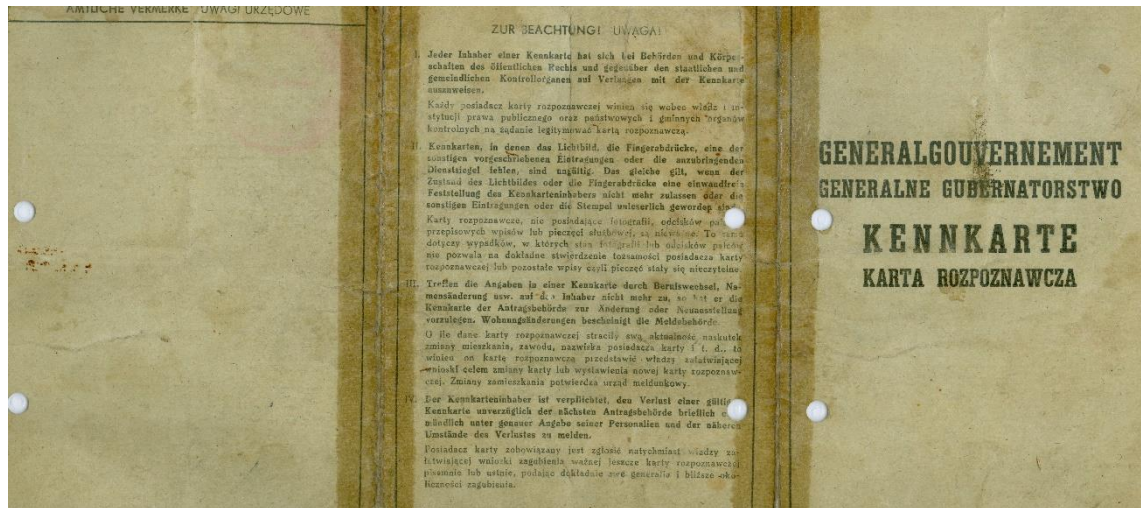 AMTLICHE VERMERKE UWAGI URZĘDOWE
ZUR BEACHTUNG! UWAGA!
I. Jeder Inhaber einer Kennkarte hat sich bei Behörden und Körper-
schaften des öffentlichen Rechts und gegenüber den staatlichen und
gemeindlichen Kontrollorganen auf Verlangen mit der Kennkarte
auszuweisen.
Każdy posiadacz karty rozpoznawczej winien się wobec władz i in-
stytucji prawa publicznego oraz państwowych i gminnych organów
kontrolnych na żądanie legitymować kartą rozpoznawczą.
II. Kennkarten, in denen das Lichtbild, die Fingerabdrücke, eine der
sonstigen vorgeschriebenen Eintragungen oder die anzubringenden
Dienstsiegel fehlen, sind ungültig. Das gleiche gilt, wenn der
Zustand des Lichtbildes oder die Fingerabdrücke eine einwandfreie
Feststellung des Kennkarteninhabers nicht mehr zulassen oder die
sonstigen Eintragungen oder die Stempel unleserlich geworden sind.
Karty rozpoznawcze, nie posiadające fotografii, odcisków
przepisowych wpisów lub pieczęci służbowej, są nieważne. To samo
dotyczy wypadków, w których stan fotografii lub odcisków palców
nie pozwala na dokładne stwierdzenie tożsamości posiadacza karty
rozpoznawczej lub pozostałe wpisy czyli pieczęć stały się nieczytelne.
III. Treffen die Angaben in einer Kennkarte durch Berufswechsel, Na-
mensänderung usw. auf den Inhaber nicht mehr zu, so hat er die
Kennkarte der Antragsbehörde zur Änderung oder Neuausstellung
vorzulegen. Wohnungsänderungen bescheinigt die Meldebehörde.
O ile dane karty rozpoznawczej straciły swą aktualność naskutek
zmiany mieszkania, zawodu, nazwiska posiadacza karty i t. d., to
winien on kartę rozpoznawczą przedstawić władzy załatwiającej
wnioski celem zmiany karty lub wystawienia nowej karty rozpoznaw-
czej. Zmiany zamieszkania potwierdza urząd meldunkowy.
IV. Der Kennkarteninhaber ist verpflichtet, den Verlust einer gültigen
Kennkarte unverzüglich der nächsten Antragsbehörde brieflich oder
mündlich unter genauer Angabe seiner Personalien und der näheren
Umstände des Verlustes zu melden.
Posiadacz karty zobowiązany jest zgłosić natychmiast władzy za-
łatwiającej wnioski zagubienia ważnej jeszcze karty rozpoznawczej
pisemnie lub ustnie, podając dokładnie swe generalia i bliższe oko-
liczności zagubienia.
GENERALGOUVERNEMENT
GENERALNE GUBERNATORSTWO
KENNKARTE
KARTA ROZPOZNAWCZA